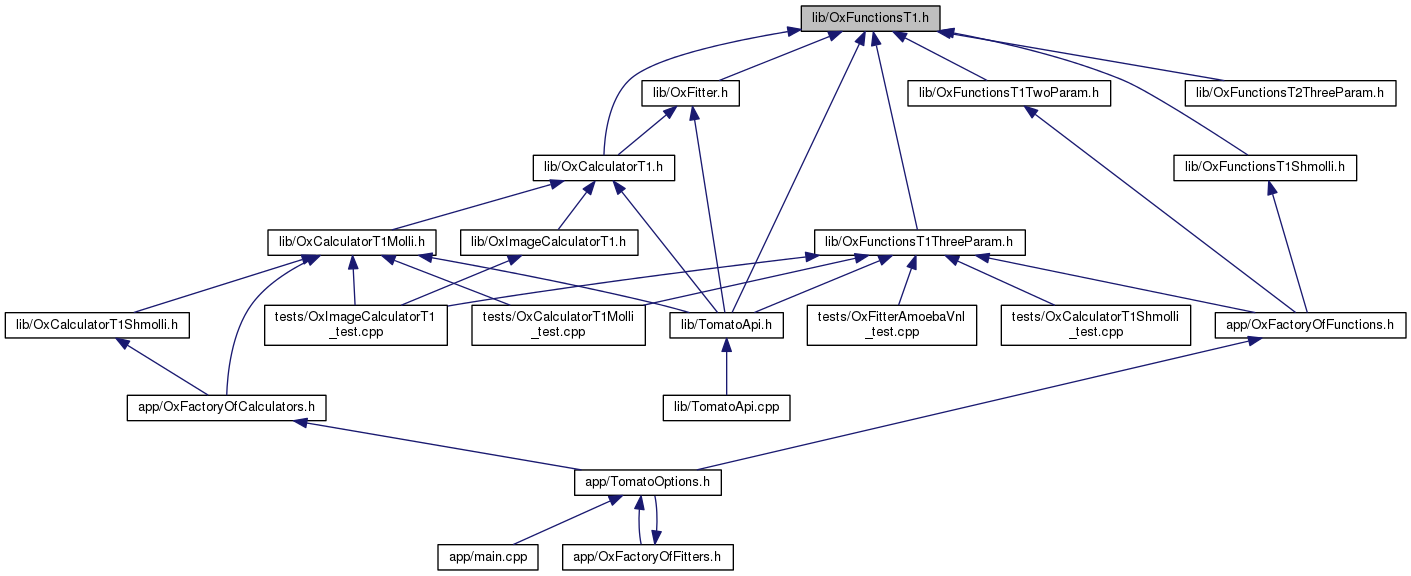 lib/OxFunctionsT1.h
lib/OxFitter.h
lib/OxFunctionsT1TwoParam.h
lib/OxFunctionsT2ThreeParam.h
lib/OxCalculatorT1.h
lib/OxFunctionsT1Shmolli.h
lib/OxCalculatorT1Molli.h
lib/OxImageCalculatorT1.h
lib/OxFunctionsT1ThreeParam.h
lib/OxCalculatorT1Shmolli.h
tests/OxImageCalculatorT1
_test.cpp
tests/OxCalculatorT1Molli
_test.cpp
lib/TomatoApi.h
tests/OxFitterAmoebaVnl
_test.cpp
tests/OxCalculatorT1Shmolli
_test.cpp
app/OxFactoryOfFunctions.h
app/OxFactoryOfCalculators.h
lib/TomatoApi.cpp
app/TomatoOptions.h
app/main.cpp
app/OxFactoryOfFitters.h